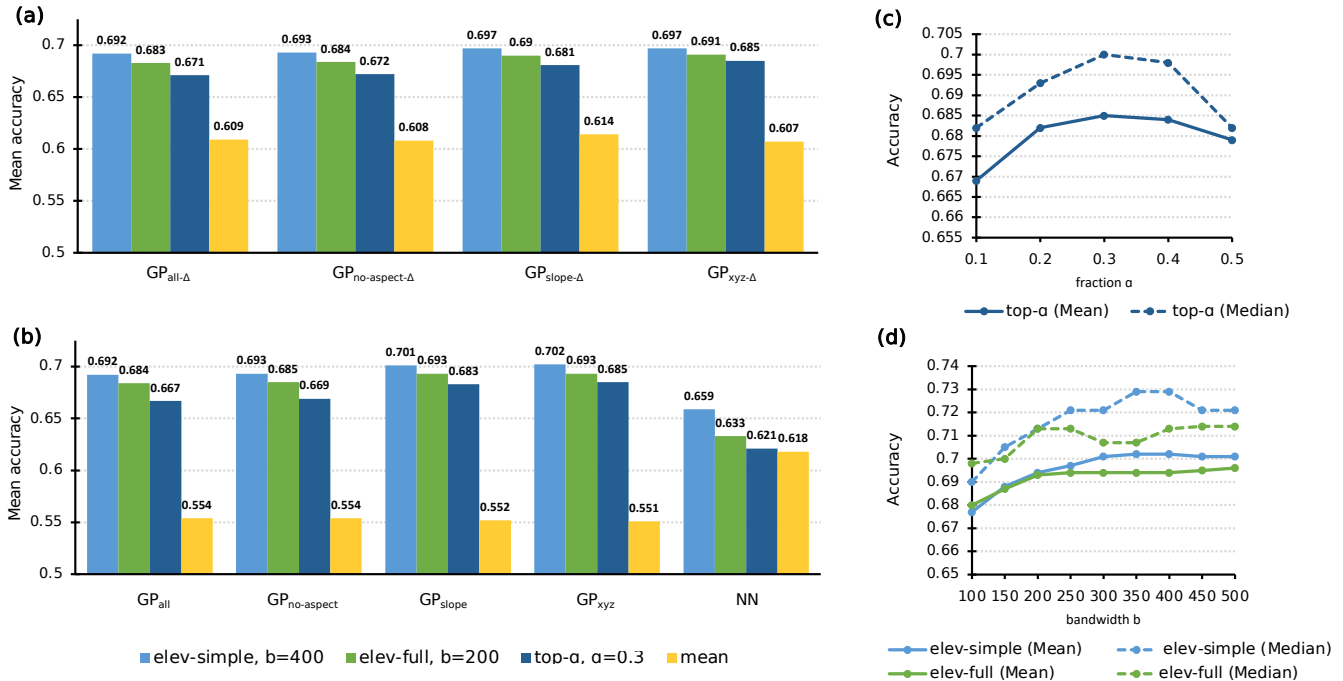 (a)
Mean accuracy
0.7
0.65
0.6
0.55
0.5
0.692
0.683
0.671
0.609
0.693
0.684
0.672
0.608
0.697
0.69
0.681
0.614
0.697
0.691
0.685
0.607
GPall-Δ
GPno-aspect-Δ
GPslope-Δ
GPxyz-Δ
(b)
Mean accuracy
0.7
0.65
0.6
0.55
0.5
0.692
0.684
0.667
0.554
0.693
0.685
0.669
0.554
0.701
0.693
0.683
0.552
0.702
0.693
0.685
0.551
0.659
0.633
0.621
0.618
GPall
GPno-aspect
GPslope
GPxyz
NN
elev-simple, b=400
elev-full, b=200
top-α, α=0.3
mean
(c)
Accuracy
0.705
0.7
0.695
0.69
0.685
0.68
0.675
0.67
0.665
0.66
0.655
0.1 0.2 0.3 0.4 0.5
fraction α
top-α (Mean)
top-α (Median)
(d)
Accuracy
0.74
0.73
0.72
0.71
0.7
0.69
0.68
0.67
0.66
0.65
100 150 200 250 300 350 400 450 500
bandwidth b
elev-simple (Mean)
elev-simple (Median)
elev-full (Mean)
elev-full (Median)